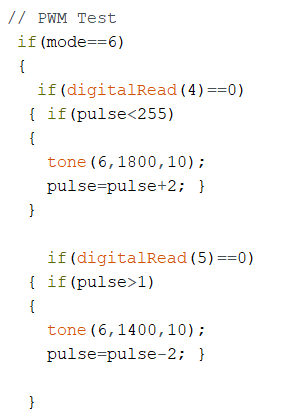 // PWM Test
if(mode==6)
{
if(digitalRead(4)==0)
{ if(pulse<255)
{
tone(6,1800,10);
pulse=pulse+2; }
}
if(digitalRead(5)==0)
{ if(pulse>1)
{
tone(6,1400,10);
pulse=pulse-2; }
}